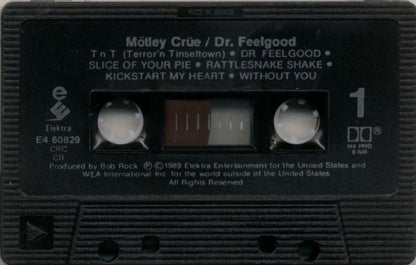 MADE IN CANADA
Mötley Crüe / Dr. Feelgood
T n T (Terror'n Tinseltown) • DR. FEELGOOD •
SLICE OF YOUR PIE • RATTLESNAKE SHAKE •
KICKSTART MY HEART • WITHOUT YOU
e
Elektra
E4 60829
CRC
CR
1
DOLBY
HX PRO
B NR
Produced by Bob Rock Ⓟ © 1989 Elektra Entertainment for the United States and
WEA International Inc. for the world outside of the United States
All Rights Reserved